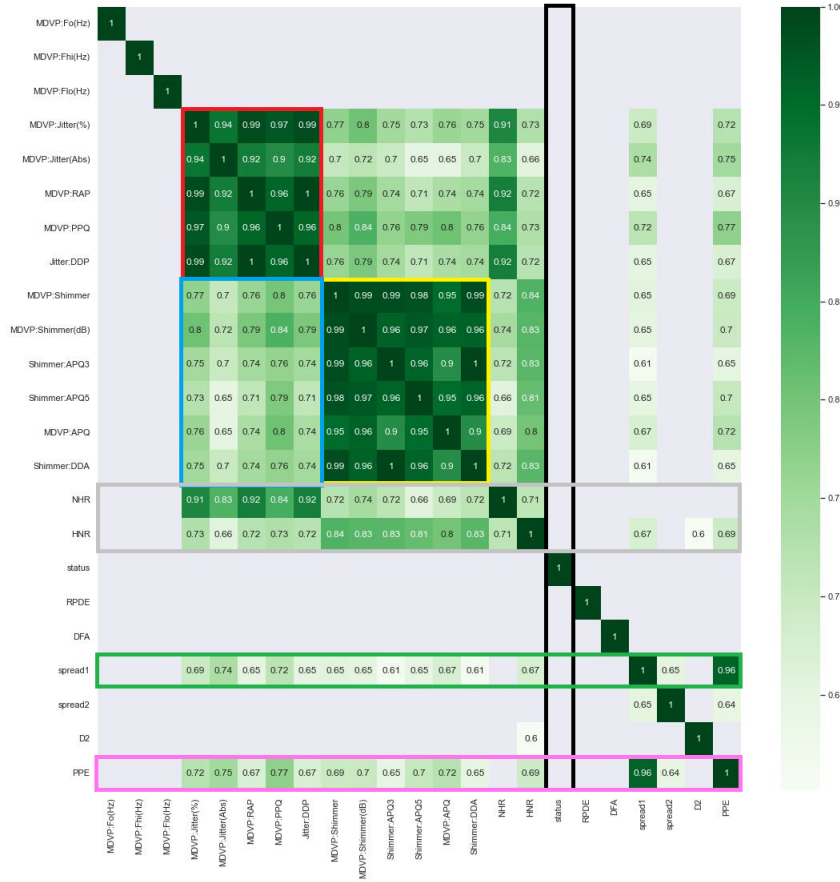 MDVP:Fo(Hz) 1
MDVP:Fhi(Hz) 1
MDVP:Flo(Hz) 1
MDVP:Jitter(%) 1 0.94 0.99 0.97 0.99 0.77 0.8 0.75 0.73 0.76 0.75 0.91 0.73 0.69 0.72
MDVP:Jitter(Abs) 0.94 1 0.92 0.9 0.92 0.7 0.72 0.7 0.65 0.65 0.7 0.83 0.66 0.74 0.75
MDVP:RAP 0.99 0.92 1 0.96 1 0.76 0.79 0.74 0.71 0.74 0.74 0.92 0.72 0.65 0.67
MDVP:PPQ 0.97 0.9 0.96 1 0.96 0.8 0.84 0.76 0.79 0.8 0.76 0.84 0.73 0.72 0.77
Jitter:DDP 0.99 0.92 1 0.96 1 0.76 0.79 0.74 0.71 0.74 0.74 0.92 0.72 0.65 0.67
MDVP:Shimmer 0.77 0.7 0.76 0.8 0.76 1 0.99 0.99 0.98 0.95 0.99 0.72 0.84 0.65 0.69
MDVP:Shimmer(dB) 0.8 0.72 0.79 0.84 0.79 0.99 1 0.96 0.97 0.96 0.96 0.74 0.83 0.65 0.7
Shimmer:APQ3 0.75 0.7 0.74 0.76 0.74 0.99 0.96 1 0.96 0.9 1 0.72 0.83 0.61 0.65
Shimmer:APQ5 0.73 0.65 0.71 0.79 0.71 0.98 0.97 0.96 1 0.95 0.96 0.66 0.81 0.65 0.7
MDVP:APQ 0.76 0.65 0.74 0.8 0.74 0.95 0.96 0.9 0.95 1 0.9 0.69 0.8 0.67 0.72
Shimmer:DDA 0.75 0.7 0.74 0.76 0.74 0.99 0.96 1 0.96 0.9 1 0.72 0.83 0.61 0.65
NHR 0.91 0.83 0.92 0.84 0.92 0.72 0.74 0.72 0.66 0.69 0.72 1 0.71
HNR 0.73 0.66 0.72 0.73 0.72 0.84 0.83 0.83 0.81 0.8 0.83 0.71 1 0.67 0.6 0.69
status 1
RPDE 1
DFA 1
spread1 0.69 0.74 0.65 0.72 0.65 0.65 0.65 0.61 0.65 0.67 0.61 0.67 1 0.65 0.96
spread2 0.65 1 0.64
D2 0.6 1
PPE 0.72 0.75 0.67 0.77 0.67 0.69 0.7 0.65 0.7 0.72 0.65 0.69 0.96 0.64 1
MDVP:Fo(Hz)
MDVP:Fhi(Hz)
MDVP:Flo(Hz)
MDVP:Jitter(%)
MDVP:Jitter(Abs)
MDVP:RAP
MDVP:PPQ
Jitter:DDP
MDVP:Shimmer
MDVP:Shimmer(dB)
Shimmer:APQ3
Shimmer:APQ5
MDVP:APQ
Shimmer:DDA
NHR
HNR
status
RPDE
DFA
spread1
spread2
D2
PPE